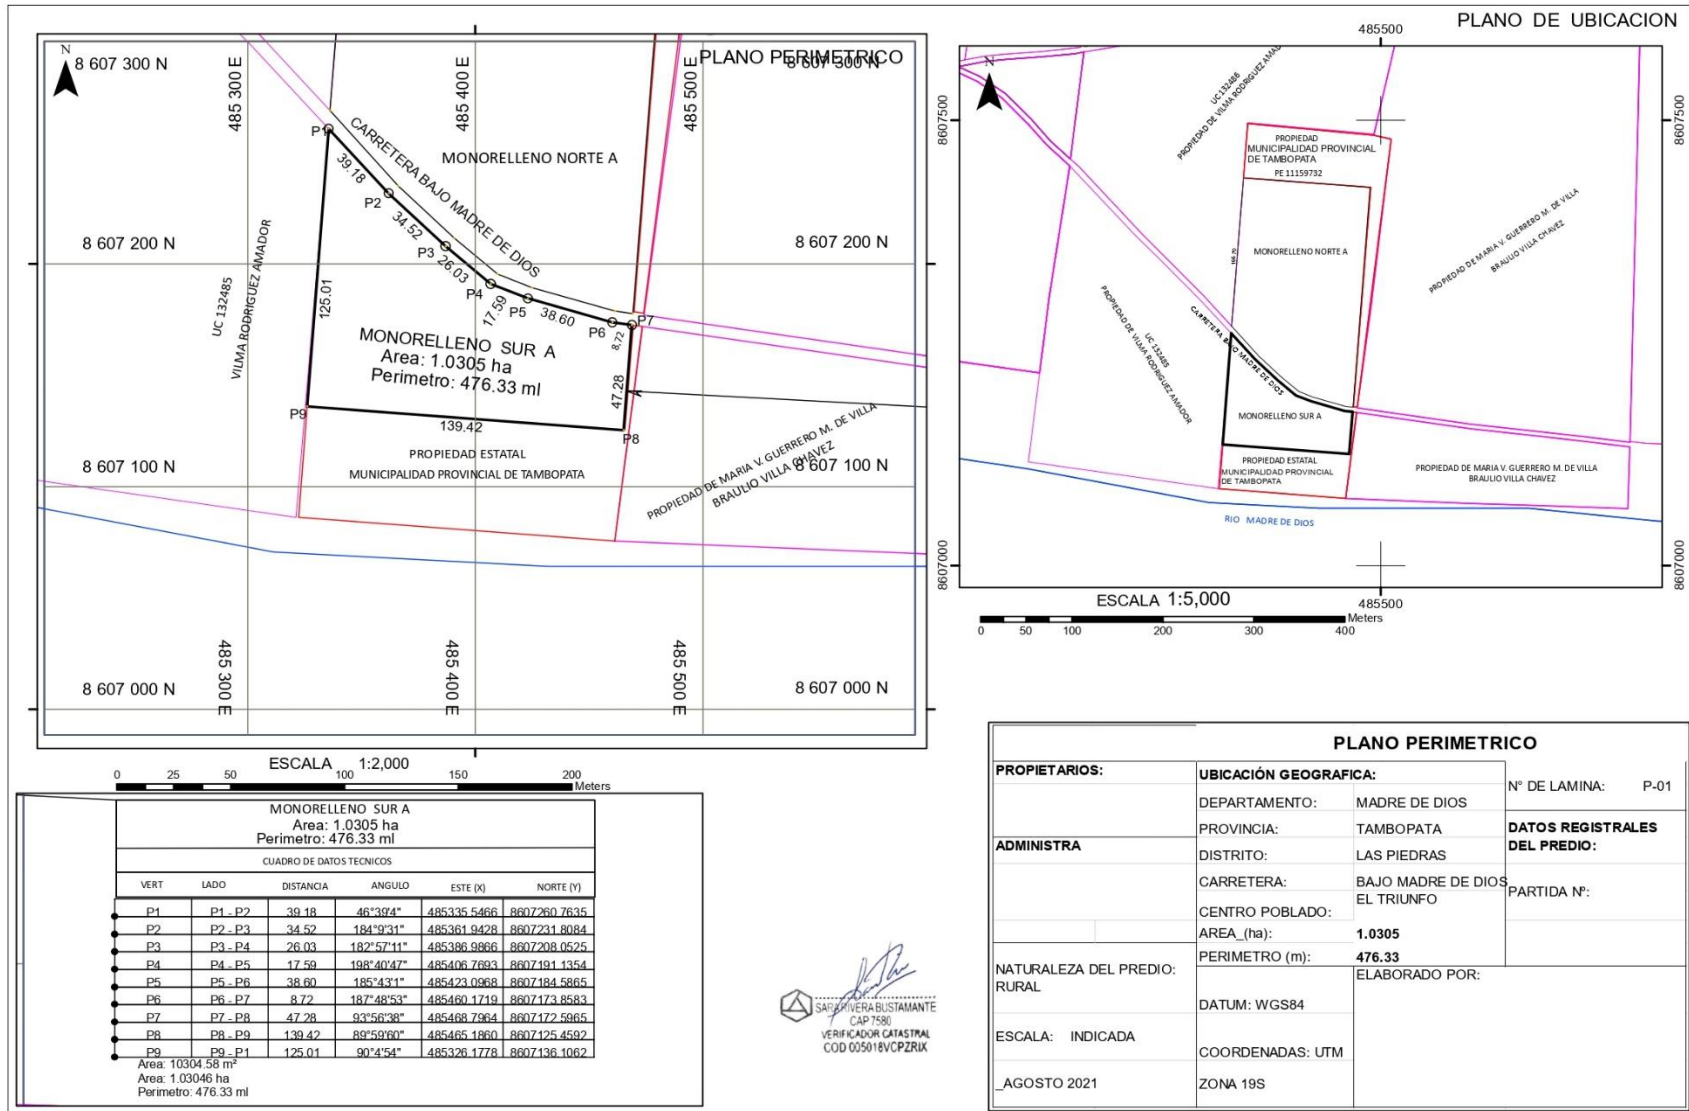 PLANO DE UBICACION
PLANO PERIMETRICO
N
8 607 300 N
8 607 300 N
485 300 E
485 400 E
485 500 E
P1
39.18
CARRETERA BAJO MADRE DE DIOS
MONORELLENO NORTE A
P2
34.52
8 607 200 N
8 607 200 N
P3
26.03
P4
17.59
P5
38.60
P6
P7
8.72
UC 132485
VILMA RODRIGUEZ AMADOR
125.01
MONORELLENO SUR A
Area: 1.0305 ha
Perimetro: 476.33 ml
47.28
P9
139.42
P8
PROPIEDAD ESTATAL
MUNICIPALIDAD PROVINCIAL DE TAMBOPATA
PROPIEDAD DE MARIA V. GUERRERO M. DE VILLA
BRAULIO VILLA CHAVEZ
8 607 100 N
8 607 100 N
8 607 000 N
8 607 000 N
485 300 E
485 400 E
485 500 E
ESCALA 1:2,000
0 25 50 100 150 200
Meters
485500
N
8607500
8607500
UC 132486
PROPIEDAD DE VILMA RODRIGUEZ AMAD
PROPIEDAD
MUNICIPALIDAD PROVINCIAL
DE TAMBOPATA
PE 11159732
MONORELLENO NORTE A
PROPIEDAD DE MARIA V. GUERRERO M. DE VILLA
BRAULIO VILLA CHAVEZ
UC 132485
PROPIEDAD DE VILMA RODRIGUEZ AMADOR
CARRETERA BAJO MADRE DE DIOS
MONORELLENO SUR A
PROPIEDAD ESTATAL
MUNICIPALIDAD PROVINCIAL
DE TAMBOPATA
PROPIEDAD DE MARIA V. GUERRERO M. DE VILLA
BRAULIO VILLA CHAVEZ
RIO MADRE DE DIOS
8607000
8607000
485500
ESCALA 1:5,000
0 50 100 200 300 400
Meters
MONORELLENO SUR A
Area: 1.0305 ha
Perimetro: 476.33 ml
CUADRO DE DATOS TECNICOS
VERT LADO DISTANCIA ANGULO ESTE (X) NORTE (Y)
P1 P1 - P2 39.18 46°39'4" 485335.5466 8607260.7635
P2 P2 - P3 34.52 184°9'31" 485361.9428 8607231.8084
P3 P3 - P4 26.03 182°57'11" 485386.9866 8607208.0525
P4 P4 - P5 17.59 198°40'47" 485406.7693 8607191.1354
P5 P5 - P6 38.60 185°43'1" 485423.0968 8607184.5865
P6 P6 - P7 8.72 187°48'53" 485460.1719 8607173.8583
P7 P7 - P8 47.28 93°56'38" 485468.7964 8607172.5965
P8 P8 - P9 139.42 89°59'60" 485465.1860 8607125.4592
P9 P9 - P1 125.01 90°4'54" 485326.1778 8607136.1062
Area: 10304.58 m²
Area: 1.03046 ha
Perimetro: 476.33 ml
SARA RIVERA BUSTAMANTE
CAP 7580
VERIFICADOR CATASTRAL
COD 005018VCPZRIX
PLANO PERIMETRICO
PROPIETARIOS:
ADMINISTRA
NATURALEZA DEL PREDIO:
RURAL
ESCALA: INDICADA
_AGOSTO 2021
UBICACIÓN GEOGRAFICA:
DEPARTAMENTO: MADRE DE DIOS
PROVINCIA: TAMBOPATA
DISTRITO: LAS PIEDRAS
CARRETERA: BAJO MADRE DE DIOS
CENTRO POBLADO: EL TRIUNFO
AREA_(ha): 1.0305
PERIMETRO (m): 476.33
DATUM: WGS84
COORDENADAS: UTM
ZONA 19S
ELABORADO POR:
N° DE LAMINA: P-01
DATOS REGISTRALES
DEL PREDIO:
PARTIDA Nº: